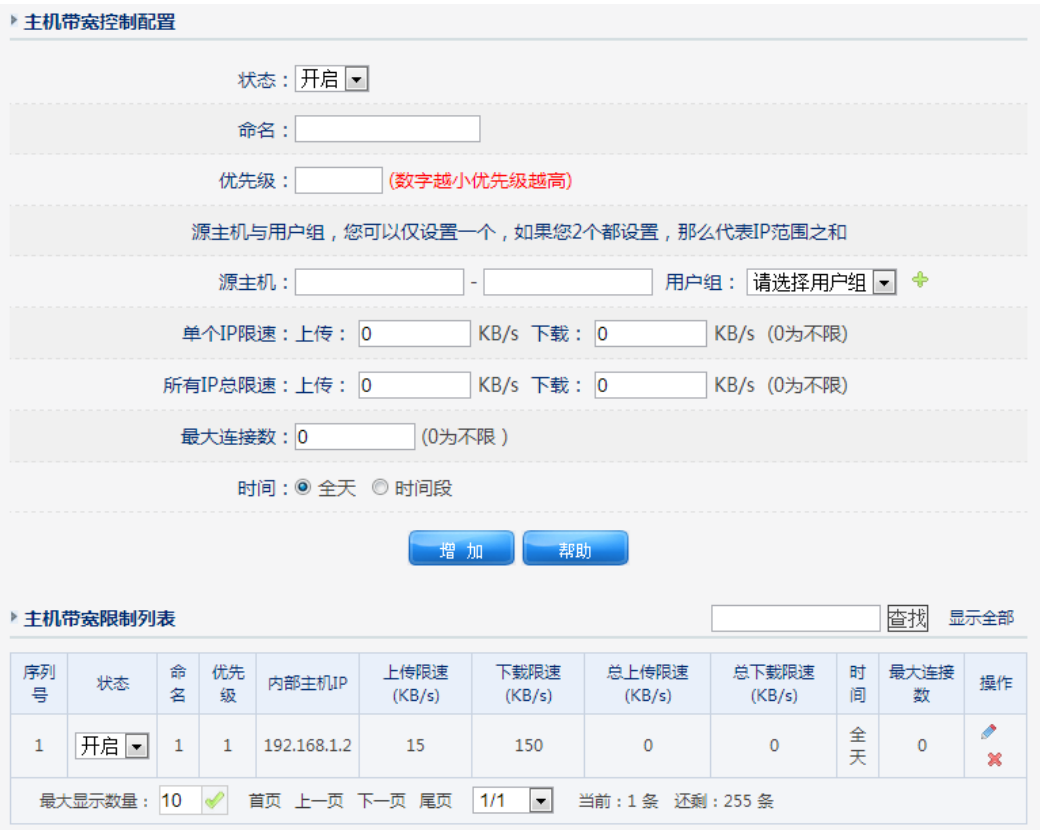 主机带宽控制配置
状态：开启
命名：
优先级：(数字越小优先级越高)
源主机与用户组，您可以仅设置一个，如果您2个都设置，那么代表IP范围之和
源主机： - 用户组： 请选择用户组
单个IP限速：上传： 0 KB/s 下载： 0 KB/s (0为不限)
所有IP总限速：上传： 0 KB/s 下载： 0 KB/s (0为不限)
最大连接数：0 (0为不限 )
时间： 全天 时间段
增 加 帮助
主机带宽限制列表 查找 显示全部
序列号 状态 命名 优先级 内部主机IP 上传限速(KB/s) 下载限速(KB/s) 总上传限速(KB/s) 总下载限速(KB/s) 时间 最大连接数 操作
1 开启 1 1 192.168.1.2 15 150 0 0 全天 0
最大显示数量： 10 首页 上一页 下一页 尾页 1/1 当前：1 条 还剩：255 条